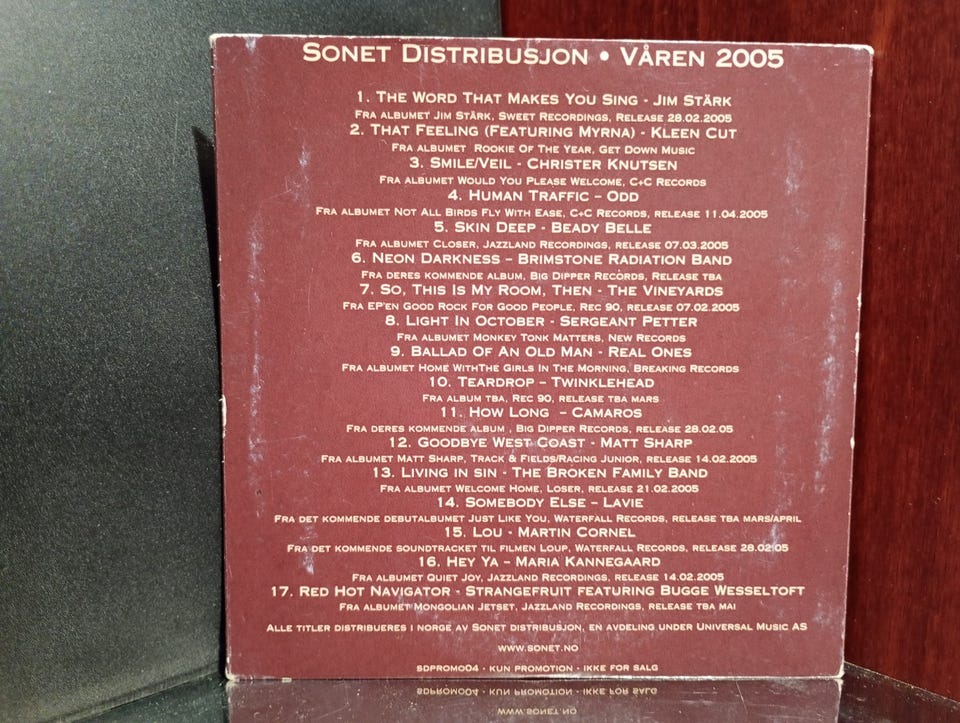 Sonet Distribusjon • Våren 2005
1. The Word That Makes You Sing - Jim Stärk
Fra albumet Jim Stärk, Sweet Recordings, Release 28.02.2005
2. That Feeling (Featuring Myrna) - Kleen Cut
Fra albumet Rookie Of The Year, Get Down Music
3. Smile/Veil - Christer Knutsen
Fra albumet Would You Please Welcome, C+C Records
4. Human Traffic – Odd
Fra albumet Not All Birds Fly With Ease, C+C Records, release 11.04.2005
5. Skin Deep - Beady Belle
Fra albumet Closer, Jazzland Recordings, release 07.03.2005
6. Neon Darkness – Brimstone Radiation Band
Fra deres kommende album, Big Dipper Records, Release tba
7. So, This Is My Room, Then - The Vineyards
Fra EP'en Good Rock For Good People, Rec 90, release 07.02.2005
8. Light In October - Sergeant Petter
Fra albumet Monkey Tonk Matters, New Records
9. Ballad Of An Old Man - Real Ones
Fra albumet Home WithThe Girls In The Morning, Breaking Records
10. Teardrop – Twinklehead
Fra album tba, Rec 90, release tba mars
11. How Long – Camaros
Fra deres kommende album , Big Dipper Records, release 28.02.05
12. Goodbye West Coast - Matt Sharp
Fra albumet Matt Sharp, Track & Fields/Racing Junior, release 14.02.2005
13. Living in sin - The Broken Family Band
Fra albumet Welcome Home, Loser, release 21.02.2005
14. Somebody Else – Lavie
Fra det kommende debutalbumet Just Like You, Waterfall Records, release tba mars/april
15. Lou - Martin Cornel
Fra det kommende soundtracket til filmen Loup, Waterfall Records, release 28.02.05
16. Hey Ya – Maria Kannegaard
Fra albumet Quiet Joy, Jazzland Recordings, release 14.02.2005
17. Red Hot Navigator - Strangefruit featuring Bugge Wesseltoft
Fra albumet Mongolian Jetset, Jazzland Recordings, release tba mai
Alle titler distribueres i norge av Sonet distribusjon, en avdeling under Universal Music AS
www.sonet.no
sdpromo04 · kun promotion · ikke for salg